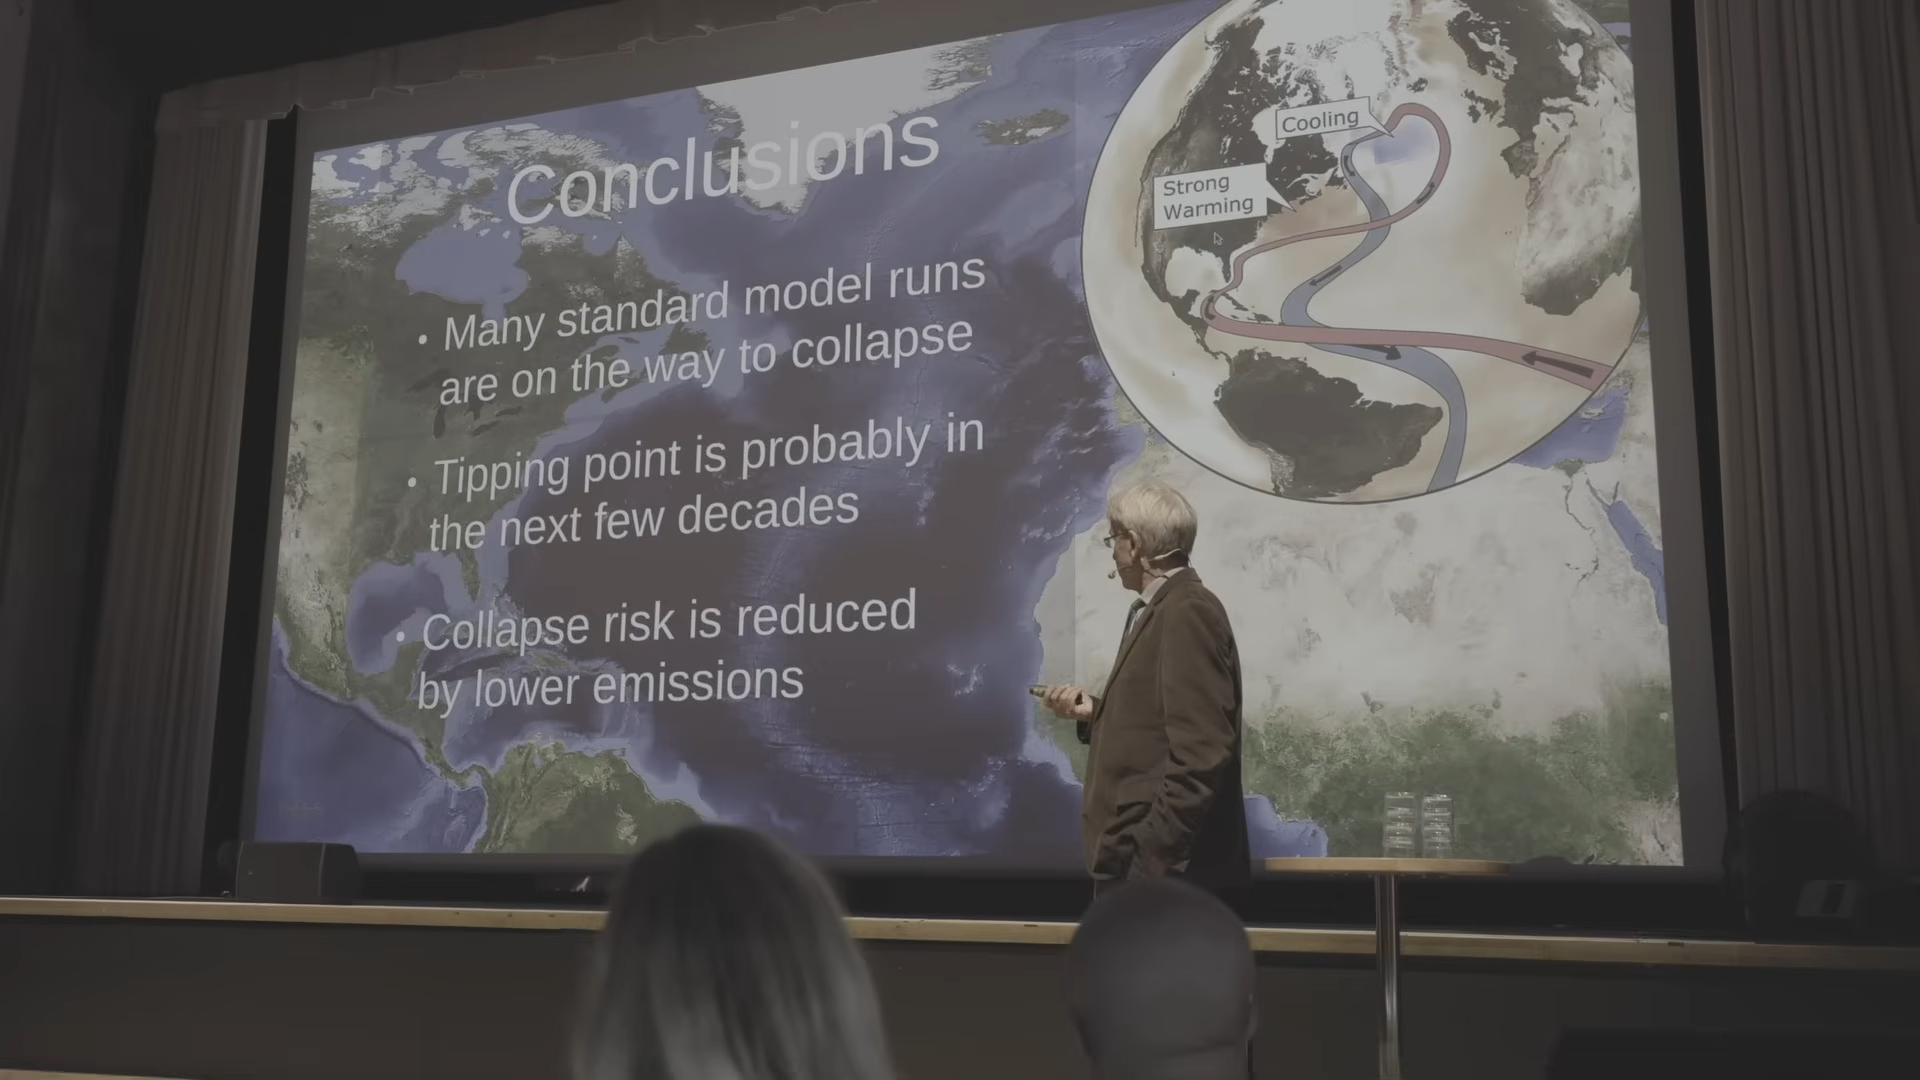 Conclusions
• Many standard model runs
are on the way to collapse
• Tipping point is probably in
the next few decades
• Collapse risk is reduced
by lower emissions
Cooling
Strong
Warming